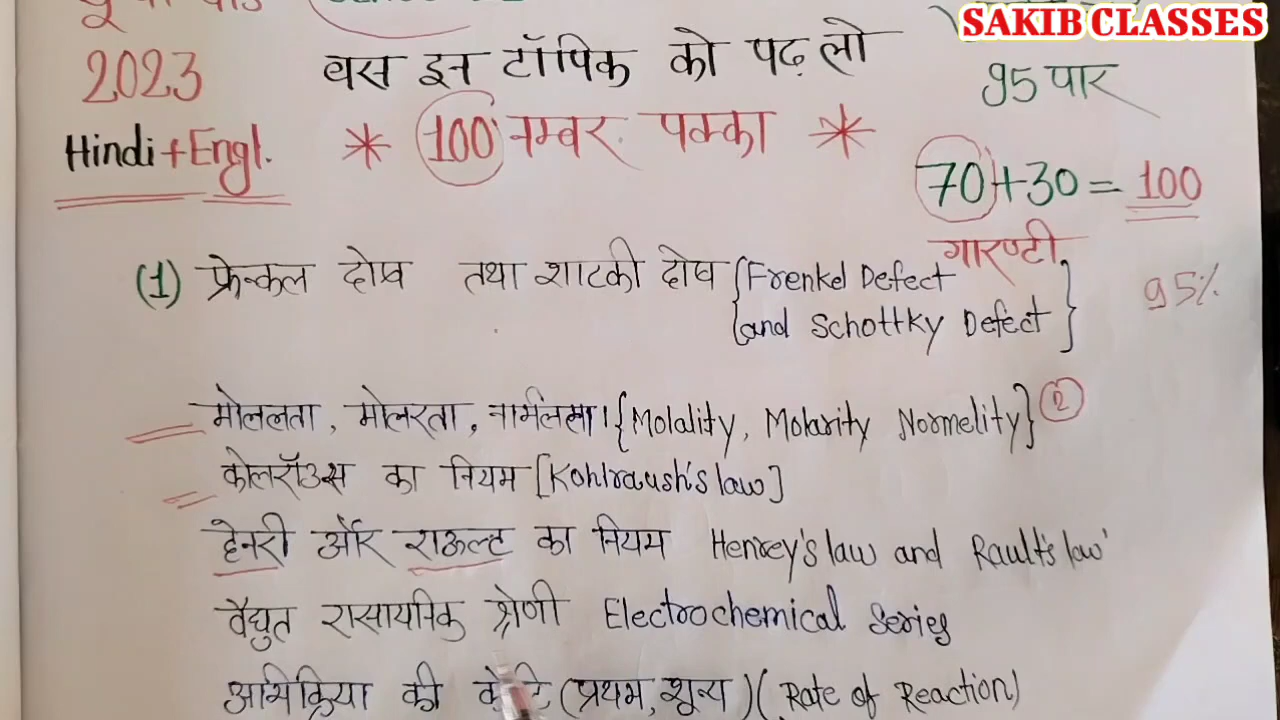 SAKIB CLASSES
2023 बस इन टॉपिक को पढ़ लो 95 पार
Hindi + Engl. * 100 नम्बर पक्का *
70 + 30 = 100
गारण्टी
(1) फ्रेन्कल दोष तथा शाटकी दोष {Frenkel Defect
and Schottky Defect}
95%
मोललता, मोलरता, नार्मलता। {Molality, Molarity Normelity} 2
कोलरॉउस का नियम [Kohlraush's law]
हेनरी और राऊल्ट का नियम Henrey's law and Rault's law
वैद्युत रासायनिक श्रेणी Electrochemical Series
अभिक्रिया की कोटि (प्रथम, शून्य) (Rate of Reaction)